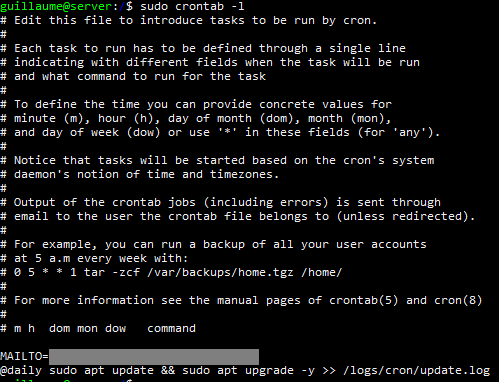 guillaume@server:/$ sudo crontab -l
# Edit this file to introduce tasks to be run by cron.
#
# Each task to run has to be defined through a single line
# indicating with different fields when the task will be run
# and what command to run for the task
#
# To define the time you can provide concrete values for
# minute (m), hour (h), day of month (dom), month (mon),
# and day of week (dow) or use '*' in these fields (for 'any').
#
# Notice that tasks will be started based on the cron's system
# daemon's notion of time and timezones.
#
# Output of the crontab jobs (including errors) is sent through
# email to the user the crontab file belongs to (unless redirected).
#
# For example, you can run a backup of all your user accounts
# at 5 a.m every week with:
# 0 5 * * 1 tar -zcf /var/backups/home.tgz /home/
#
# For more information see the manual pages of crontab(5) and cron(8)
#
# m h  dom mon dow   command
MAILTO=
@daily sudo apt update && sudo apt upgrade -y >> /logs/cron/update.log